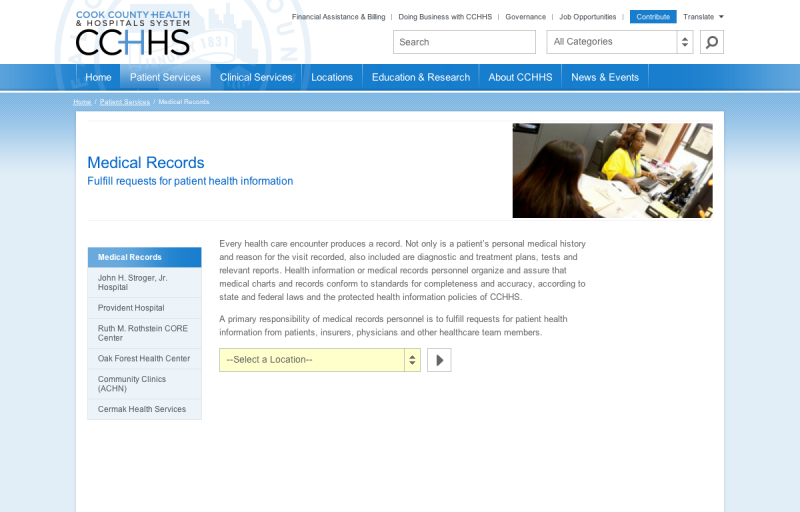 COOK COUNTY HEALTH
& HOSPITALS SYSTEM
CCHHS
Financial Assistance & Billing | Doing Business with CCHHS | Governance | Job Opportunities | Contribute Translate
Search
All Categories
Home
Patient Services
Clinical Services
Locations
Education & Research
About CCHHS
News & Events
Home / Patient Services / Medical Records
Medical Records
Fulfill requests for patient health information
Medical Records
John H. Stroger, Jr.
Hospital
Provident Hospital
Ruth M. Rothstein CORE
Center
Oak Forest Health Center
Community Clinics
(ACHN)
Cermak Health Services
Every health care encounter produces a record. Not only is a patient's personal medical history
and reason for the visit recorded, also included are diagnostic and treatment plans, tests and
relevant reports. Health information or medical records personnel organize and assure that
medical charts and records conform to standards for completeness and accuracy, according to
state and federal laws and the protected health information policies of CCHHS.
A primary responsibility of medical records personnel is to fulfill requests for patient health
information from patients, insurers, physicians and other healthcare team members.
--Select a Location--